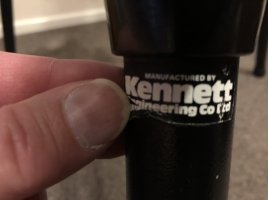 MANUFACTURED BY
Kennett
ngineering Co Ltd